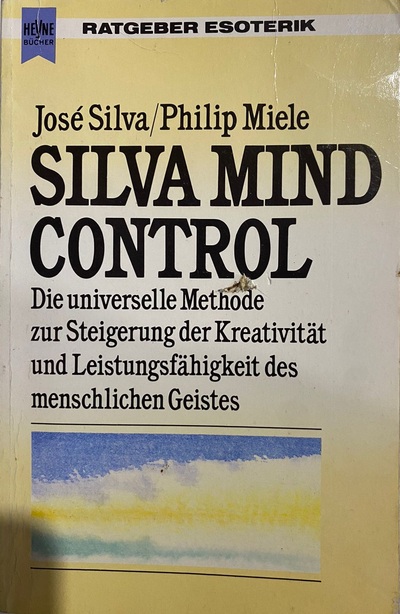 HEYNE
BÜCHER
RATGEBER ESOTERIK
José Silva/Philip Miele
SILVA MIND
CONTROL
Die universelle Methode
zur Steigerung der Kreativität
und Leistungsfähigkeit des
menschlichen Geistes